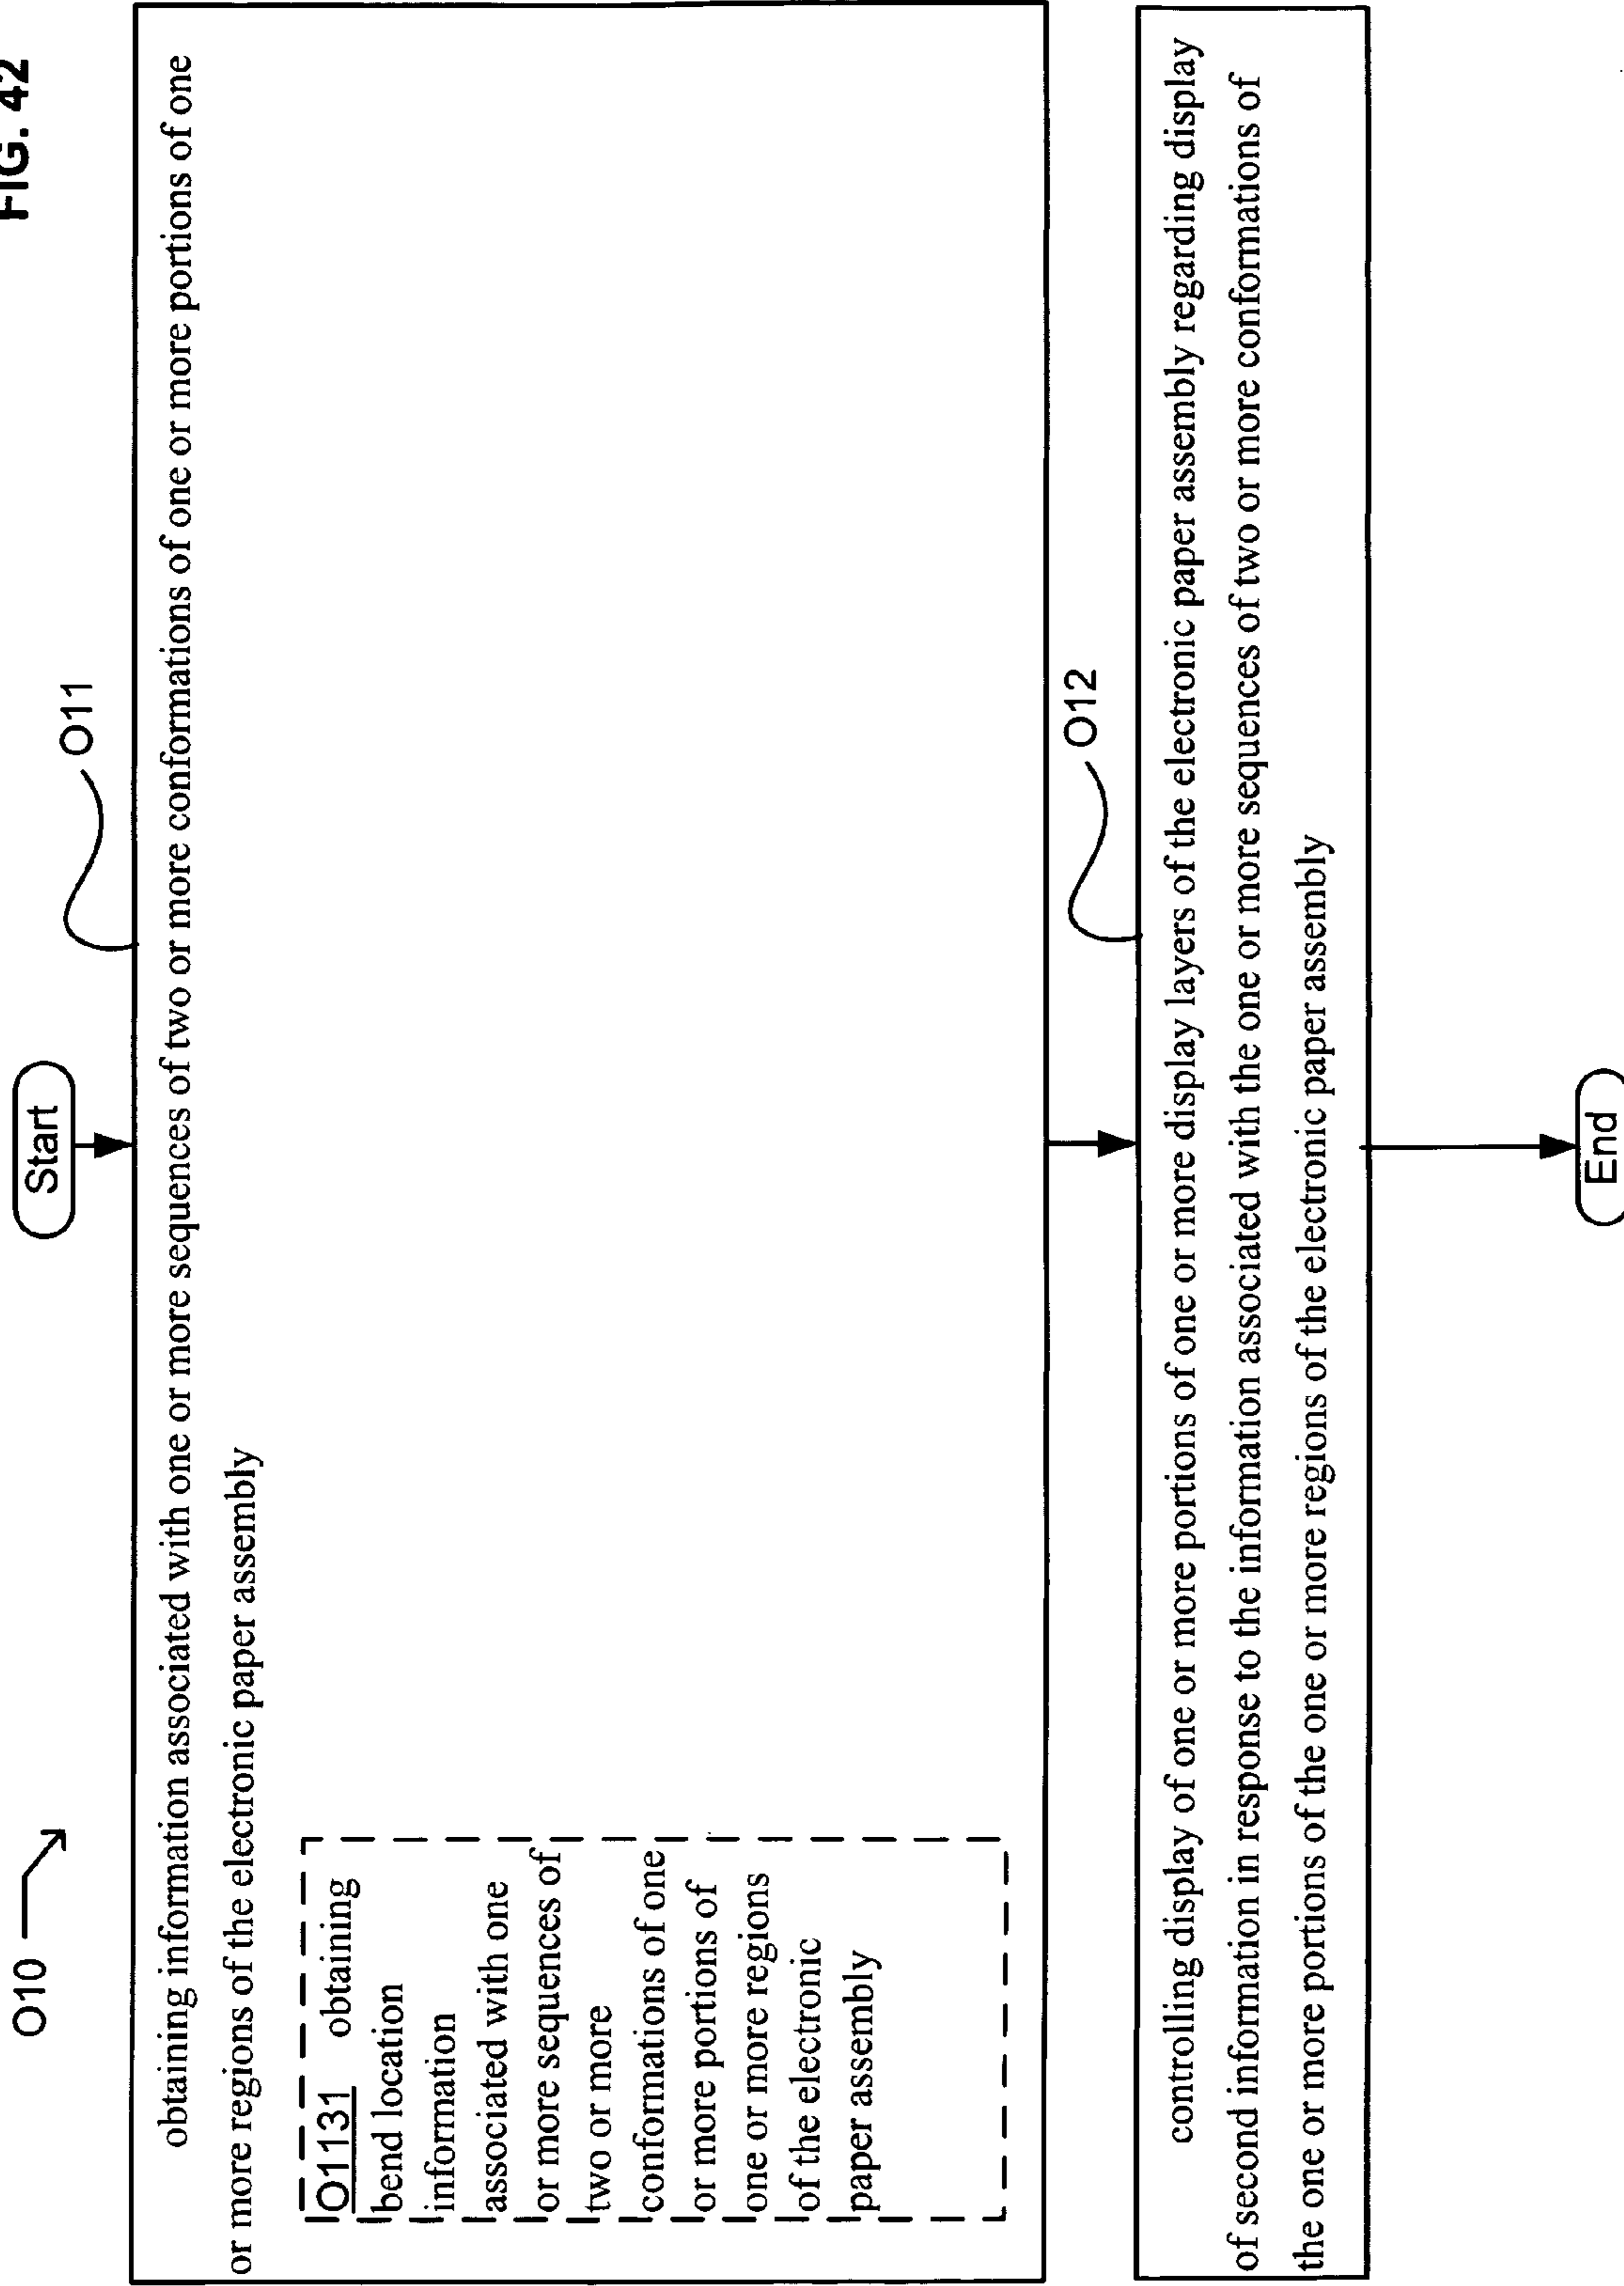 FIG. 42
O10
Start
O11
obtaining information associated with one or more sequences of two or more conformations of one or more portions of one
or more regions of the electronic paper assembly
O1131 obtaining
bend location
information
associated with one
or more sequences of
two or more
conformations of one
or more portions of
one or more regions
of the electronic
paper assembly
O12
controlling display of one or more portions of one or more display layers of the electronic paper assembly regarding display
of second information in response to the information associated with the one or more sequences of two or more conformations of
the one or more portions of the one or more regions of the electronic paper assembly
End